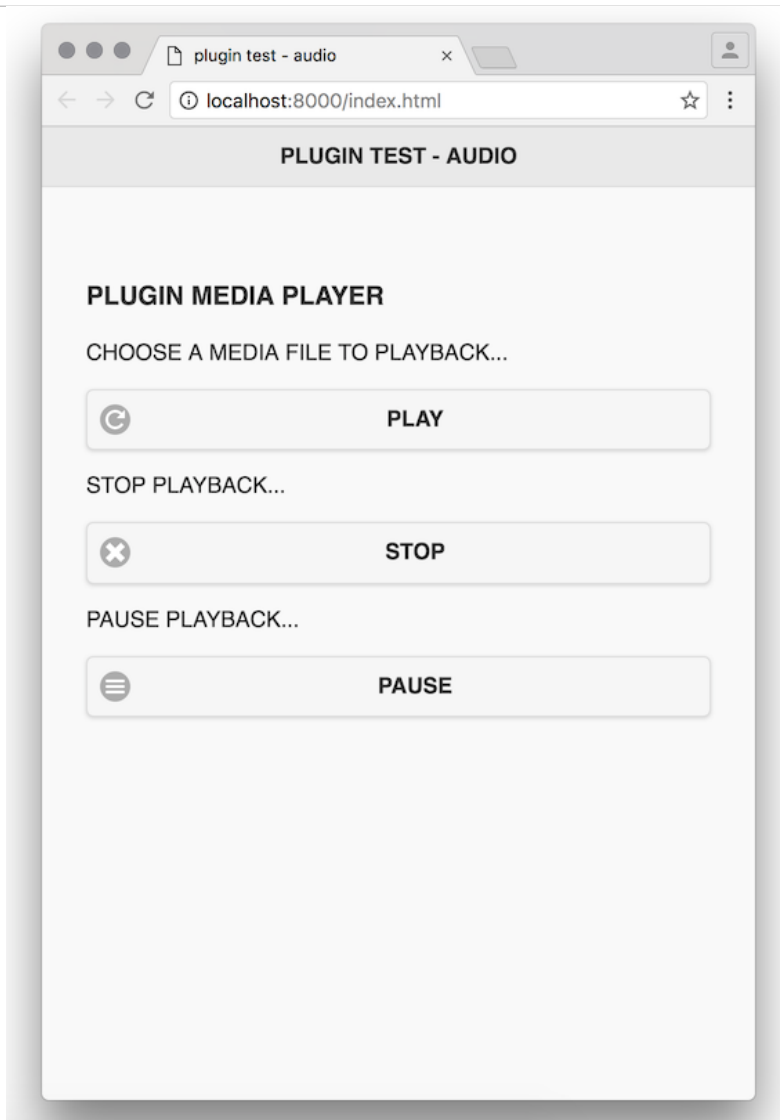 plugin test - audio
localhost:8000/index.html
PLUGIN TEST - AUDIO
PLUGIN MEDIA PLAYER
CHOOSE A MEDIA FILE TO PLAYBACK...
PLAY
STOP PLAYBACK...
STOP
PAUSE PLAYBACK...
PAUSE